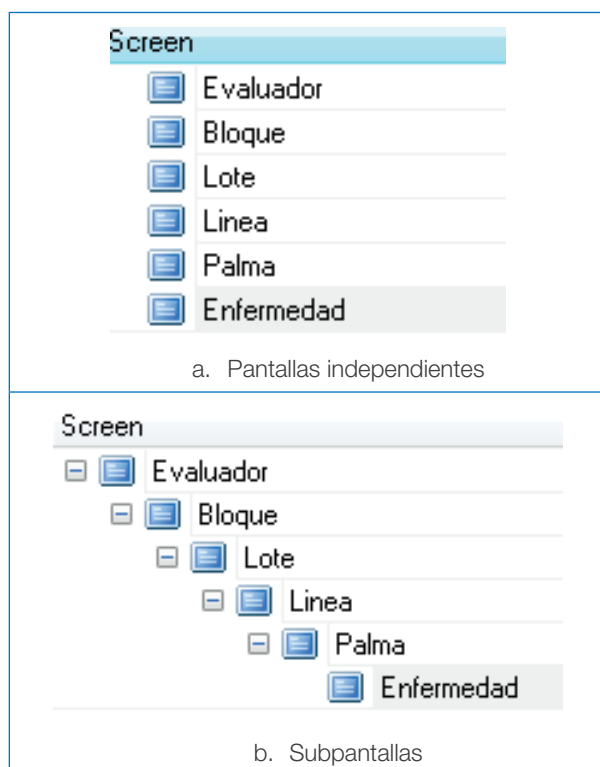 Screen
Evaluador
Bloque
Lote
Linea
Palma
Enfermedad
a. Pantallas independientes
Screen
Evaluador
Bloque
Lote
Linea
Palma
Enfermedad
b. Subpantallas